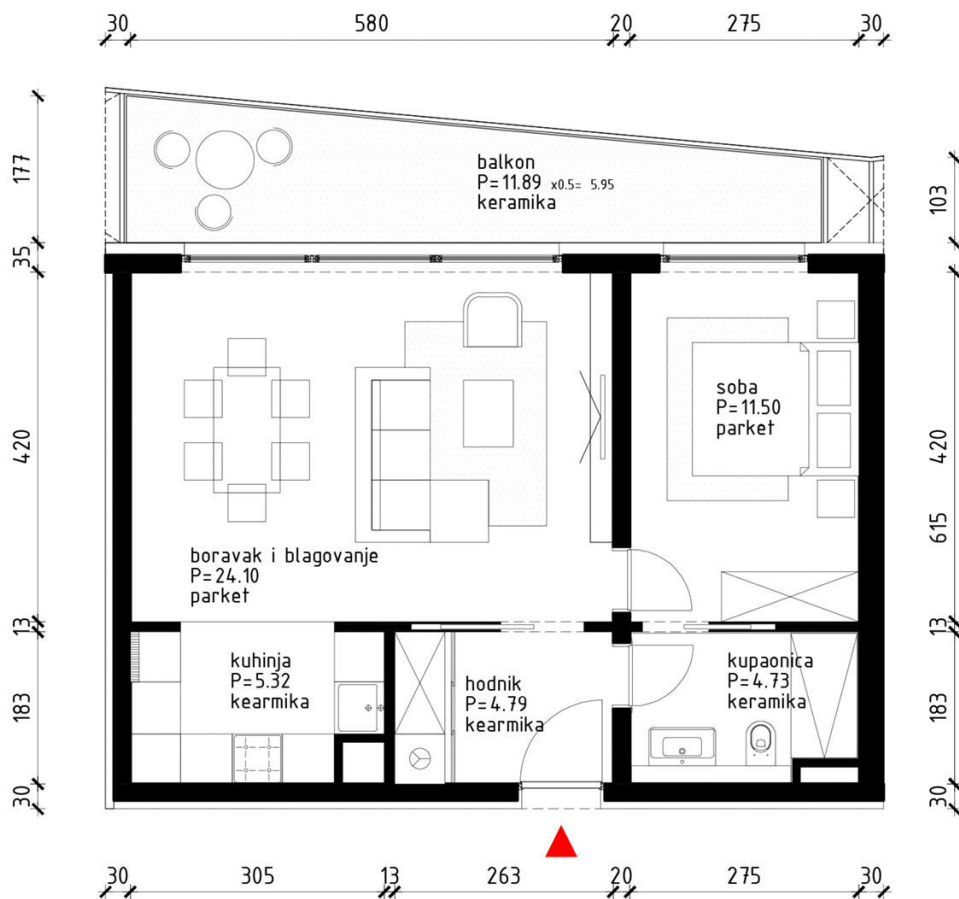 30 580 20 275 30
177
35
420
13
183
30
103
420
615
13
183
30
balkon
P=11.89 x0.5= 5.95
keramika
soba
P=11.50
parket
boravak i blagovanje
P=24.10
parket
kuhinja
P=5.32
kearmika
hodnik
P=4.79
kearmika
kupaonica
P=4.73
keramika
30 305 13 263 20 275 30